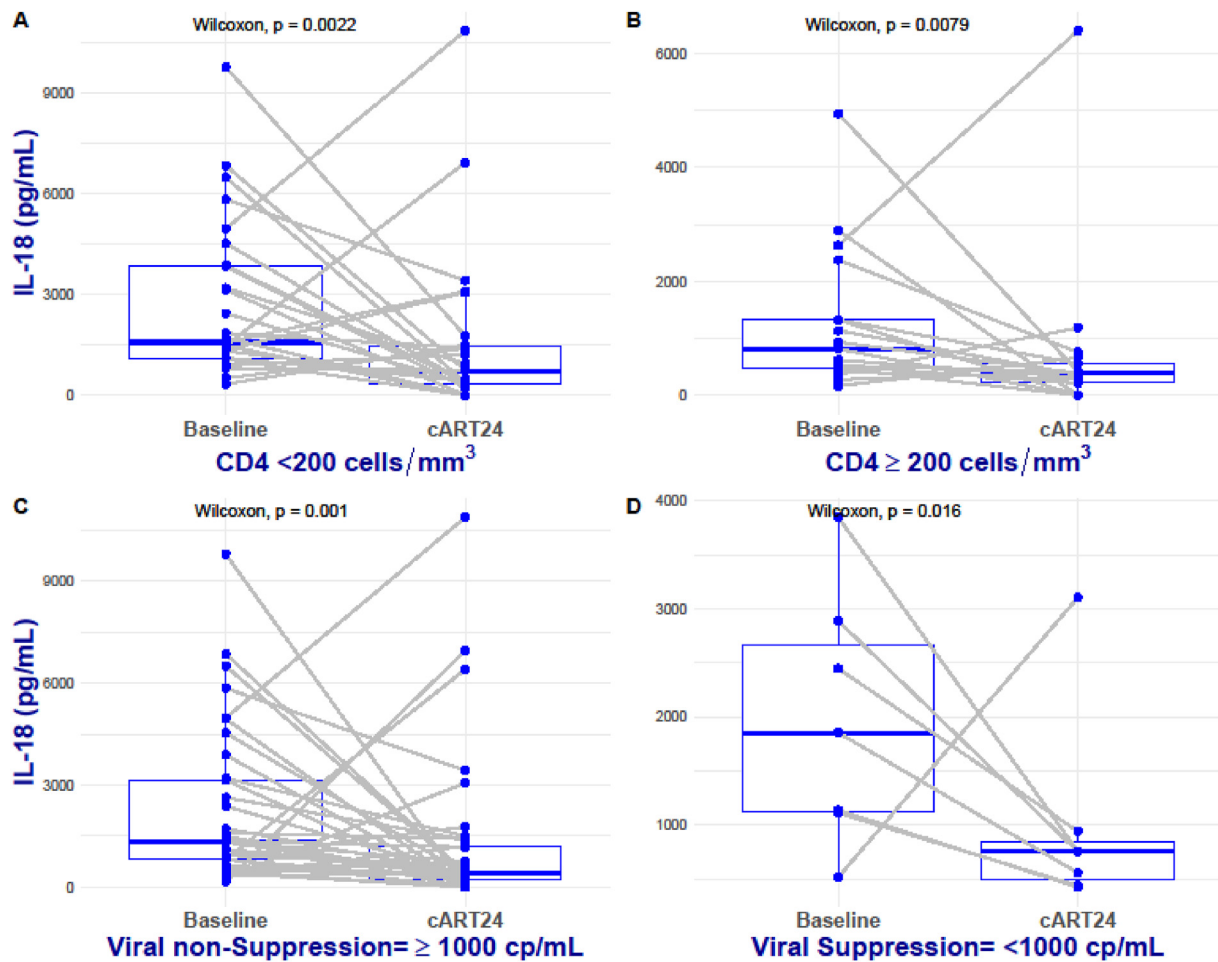 A
Wilcoxon, p = 0.0022
IL-18 (pg/mL)
9000
6000
3000
0
Baseline
cART24
CD4 <200 cells/mm³
B
Wilcoxon, p = 0.0079
6000
4000
2000
0
Baseline
cART24
CD4 ≥ 200 cells/mm³
C
Wilcoxon, p = 0.001
IL-18 (pg/mL)
9000
6000
3000
0
Baseline
cART24
Viral non-Suppression= ≥ 1000 cp/mL
D
Wilcoxon, p = 0.016
4000
3000
2000
1000
Baseline
cART24
Viral Suppression= <1000 cp/mL